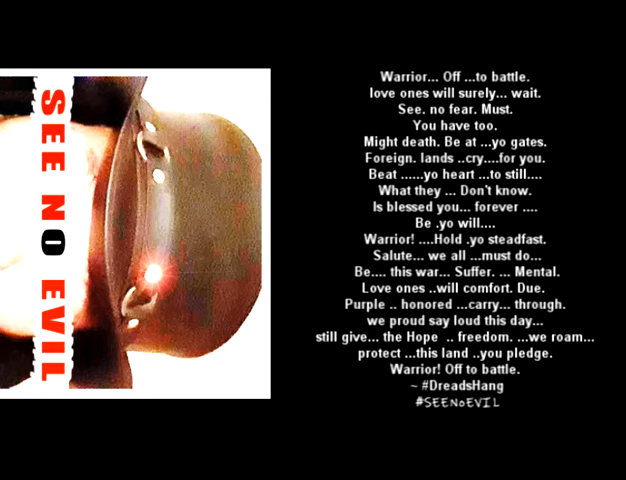 SEE NO EVIL
Warrior... Off ...to battle.
love ones will surely... wait.
See. no fear. Must.
You have too.
Might death. Be at ...yo gates.
Foreign. lands ..cry....for you.
Beat ......yo heart ...to still....
What they ... Don't know.
Is blessed you... forever ....
Be .yo will....
Warrior! ....Hold .yo steadfast.
Salute... we all ...must do...
Be.... this war... Suffer. ... Mental.
Love ones ..will comfort. Due.
Purple .. honored ...carry... through.
we proud say loud this day...
still give... the Hope .. freedom. ...we roam...
protect ...this land ..you pledge.
Warrior! Off to battle.
~ #DreadsHang
#SEENoEVIL